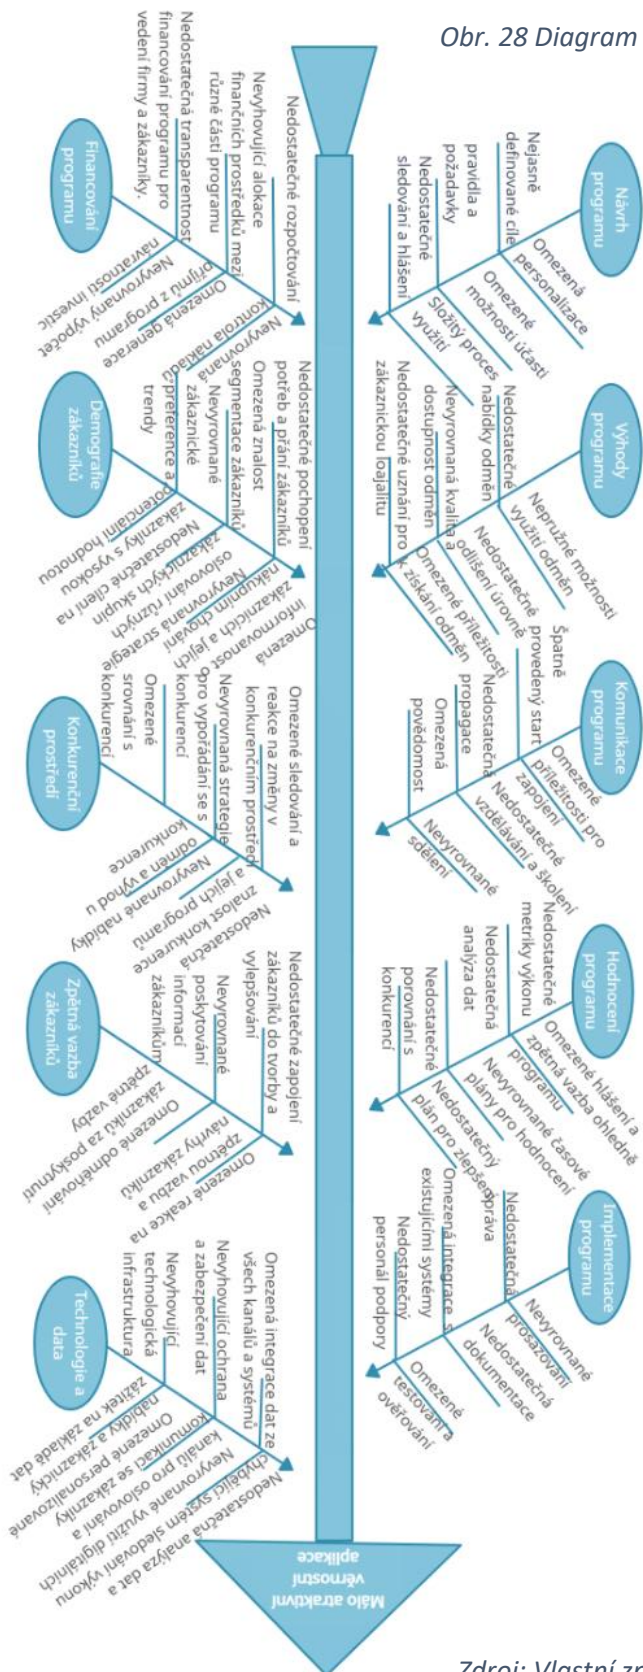 Obr. 28 Diagram
Návrh
programu
Nejasně
definované cíle
pravidla a
požadavky
Nedostatečné
sledování a hlášení
Omezená
personalizace
Omezené
možnosti účasti
Složitý proces
využití
Výhody
programu
Nedostatečné
nabídky odměn
Nevyrovnaná kvalita a
dostupnost odměn
Nedostatečné uznání pro
zákaznickou loajalitu
Nepružné možnosti
využití odměn
Nedostatečné
odlišení úrovně
Omezené příležitosti
k získání odměn
Komunikace
programu
Špatně
provedený start
Nedostatečná
propagace
Omezená
povědomost
Omezené
příležitosti pro
zapojení
Nedostatečné
vzdělávání a školení
Nevyrovnané
sdělení
Hodnocení
programu
Nedostatečné
metriky výkonu
Nedostatečná
analýza dat
Nedostatečné
porovnání s
konkurencí
Omezené hlášení a
zpětná vazba ohledně
programu
Nevyrovnané časové
plány pro hodnocení
Nedostatečný
plán pro zlepšení
Implementace
programu
Nedostatečná
správa
Omezená integrace s
existujícími systémy
Nedostatečný
personál podpory
Nevyrovnané
prosazování
Nedostatečná
dokumentace
Omezené
testování a
ověřování
Financování
programu
Nedostatečné rozpočtování
Nevyhovující alokace
finančních prostředků mezi
různé části programu
Nedostatečná transparentnost
financování programu pro
vedení firmy a zákazníky.
Nevyrovnaná
kontrola nákladů
Omezená generace
příjmů z programu
Nevyrovnaný výpočet
návratnosti investic
Demografie
zákazníků
Nedostatečné pochopení
potřeb a přání zákazníků
Omezená znalost
segmentace zákazníků
Nevyrovnané
zákaznické
preference a
trendy
Omezená
informovanost o
zákaznících a jejich
nákupním chování
Nevyrovnaná strategie
oslovování různých
zákaznických skupin
Nedostatečné cílení na
zákazníky s vysokou
potenciální hodnotou
Konkurenční
prostředí
Omezené sledování a
reakce na změny v
konkurenčním prostředí
Nevyrovnaná strategie
pro vypořádání se s
konkurencí
Omezené
srovnání s
konkurencí
Nedostatečná
znalost konkurence
a jejich programů
Nevyrovnané nabídky
odměn a výhod u
konkurence
Zpětná vazba
zákazníků
Nedostatečné zapojení
zákazníků do tvorby a
vylepšování
Nevyrovnané
poskytování
informací
zákazníkům
Omezené reakce na
zpětnou vazbu a
návrhy zákazníků
Omezené odměňování
zákazníků za poskytnutí
zpětné vazby
Technologie a
data
Omezená integrace dat ze
všech kanálů a systémů
Nevyhovující ochrana
a zabezpečení dat
Nevyhovující
technologická
infrastruktura
Nedostatečná analýza dat a
chybějící systém sledování výkonu
Nevyrovnané využití digitálních
kanálů pro oslovování a
komunikaci se zákazníky
Omezené personalizované
nabídky a zákaznický
zážitek na základě dat
Málo atraktivní
věrnostní
aplikace
Zdroj: Vlastní